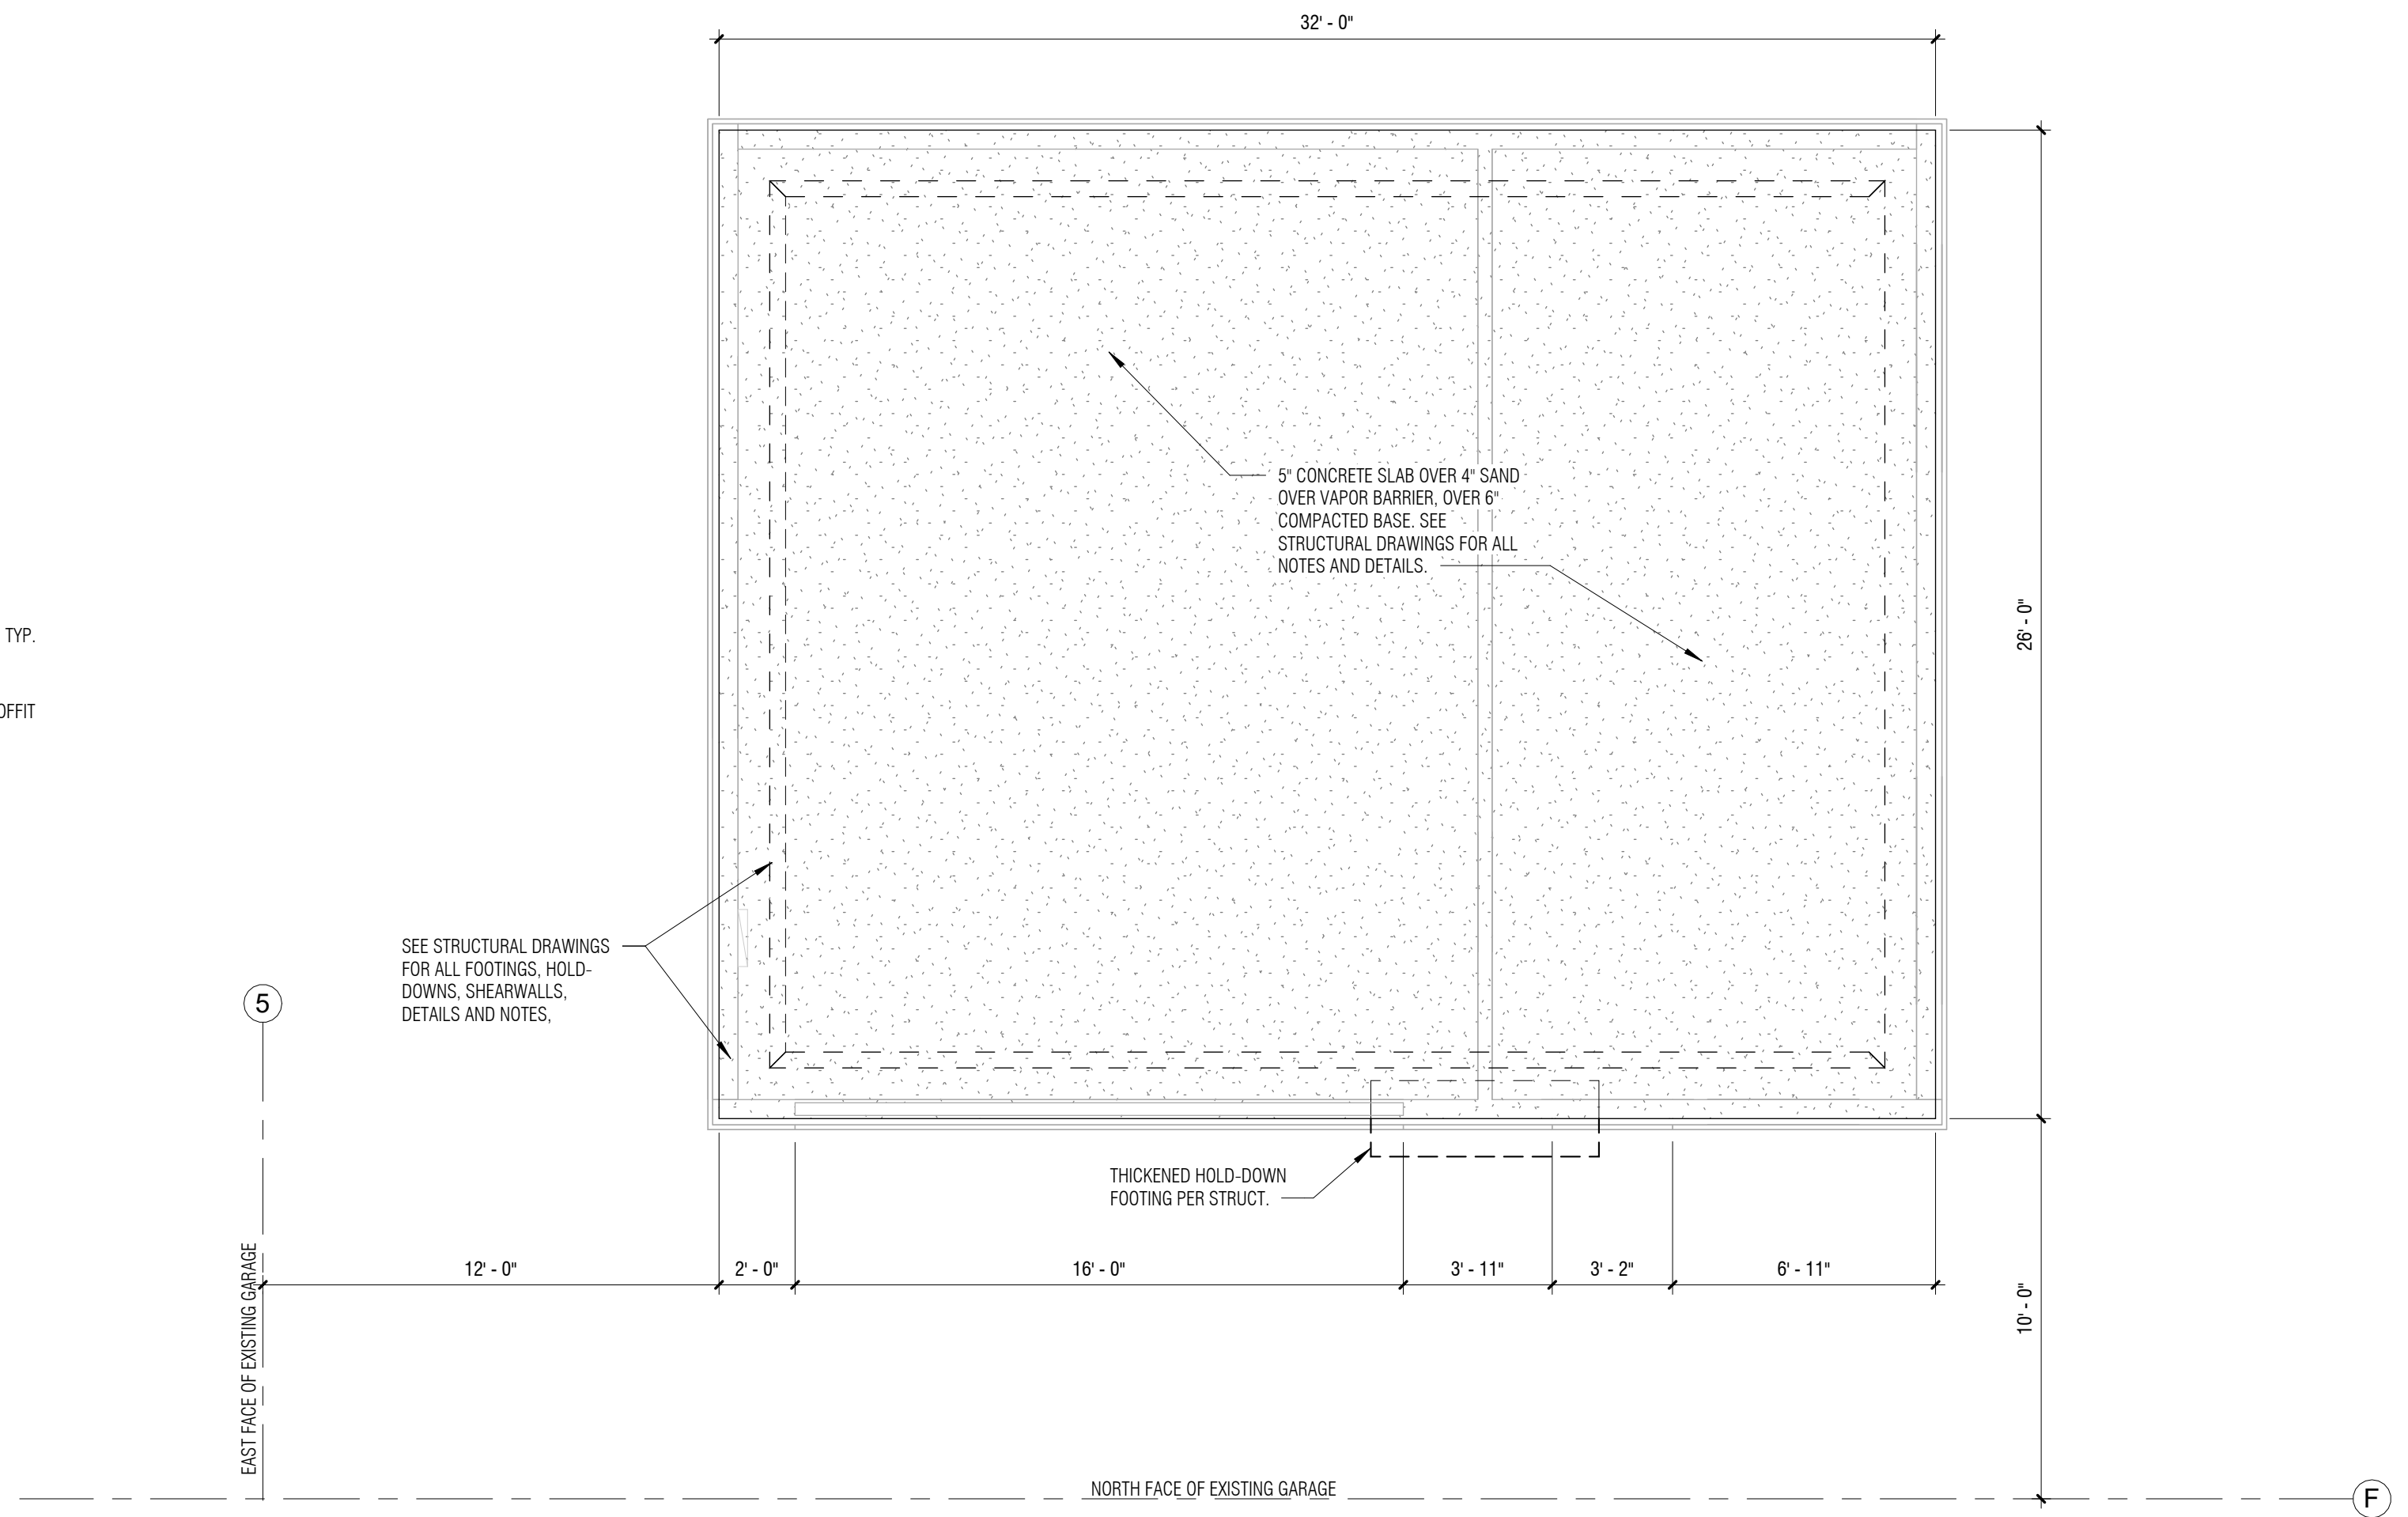 32' - 0"
5" CONCRETE SLAB OVER 4" SAND
OVER VAPOR BARRIER, OVER 6"
COMPACTED BASE. SEE
STRUCTURAL DRAWINGS FOR ALL
NOTES AND DETAILS.
26' - 0"
TYP.
OFFIT
SEE STRUCTURAL DRAWINGS
FOR ALL FOOTINGS, HOLD-
DOWNS, SHEARWALLS,
DETAILS AND NOTES,
5
THICKENED HOLD-DOWN
FOOTING PER STRUCT.
12' - 0"
2' - 0"
16' - 0"
3' - 11"
3' - 2"
6' - 11"
10' - 0"
EAST FACE OF EXISTING GARAGE
NORTH FACE OF EXISTING GARAGE
F